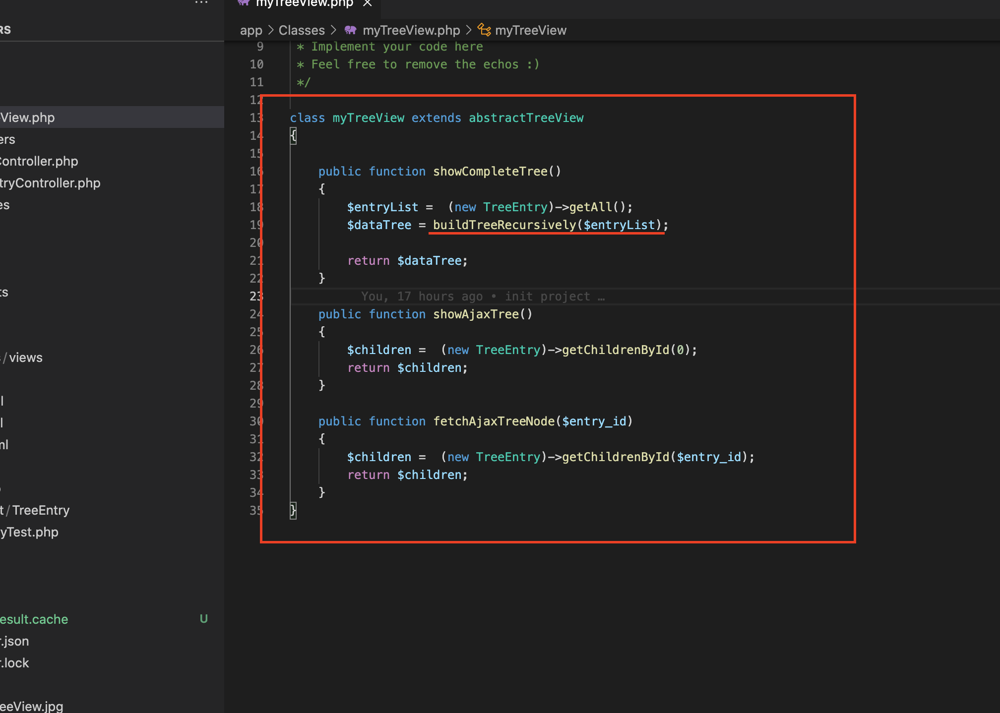 ...
myTreeView.php
RS
app > Classes > myTreeView.php > myTreeView
9 * Implement your code here
10 * Feel free to remove the echos :)
11 */
12
13 class myTreeView extends abstractTreeView
14 {
15
16 public function showCompleteTree()
17 {
18 $entryList =  (new TreeEntry)->getAll();
19 $dataTree = buildTreeRecursively($entryList);
20
21 return $dataTree;
22 }
23 You, 17 hours ago • init project …
24 public function showAjaxTree()
25 {
26 $children =  (new TreeEntry)->getChildrenById(0);
27 return $children;
28 }
29
30 public function fetchAjaxTreeNode($entry_id)
31 {
32 $children =  (new TreeEntry)->getChildrenById($entry_id);
33 return $children;
34 }
35 }
View.php
ers
Controller.php
tryController.php
es
ts
/views
l
l
ml
t/TreeEntry
yTest.php
esult.cache U
r.json
r.lock
eeView.jpg